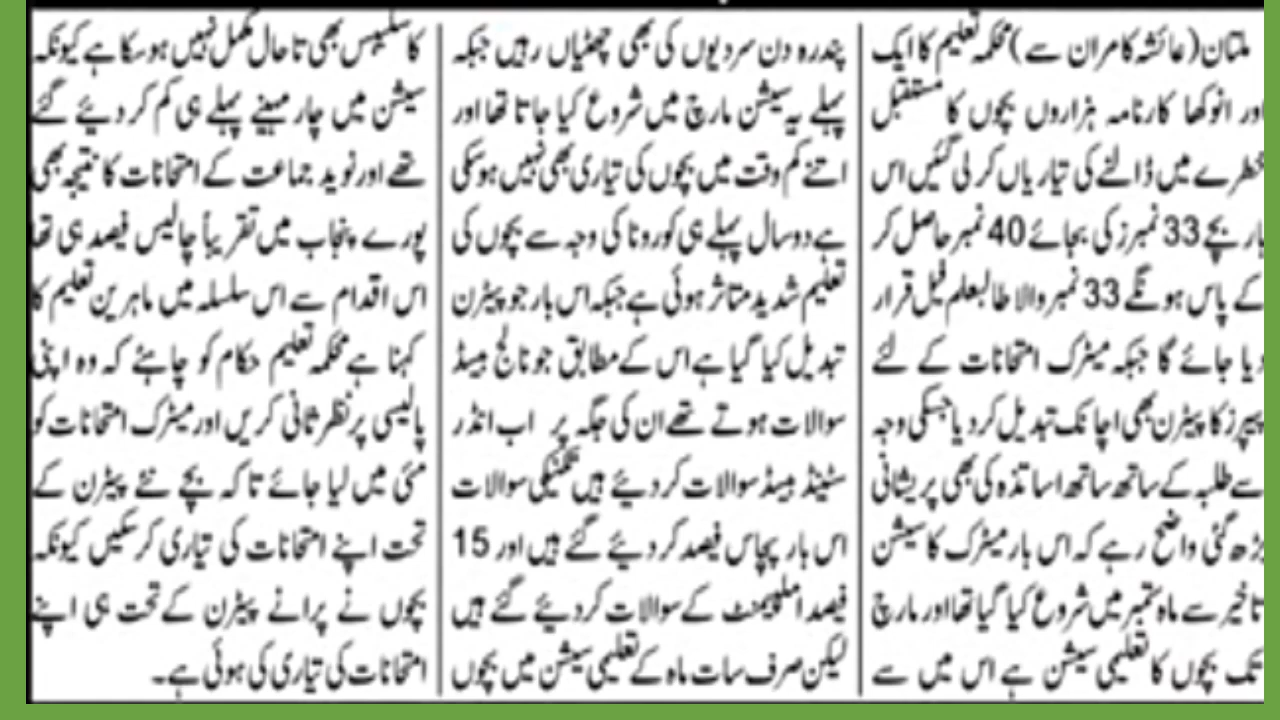 ملتان (عائشہ کامران سے) محکمہ تعلیم کا ایک
اور انوکھا کارنامہ ہزاروں بچوں کا مستقبل
خطرے میں ڈالنے کی تیاریاں کر لی گئیں اس
بار بچے 33 نمبرز کی بجائے 40 نمبر حاصل کر
کے پاس ہونگے 33 نمبر والا طالبعلم فیل قرار
دیا جائے گا جبکہ میٹرک امتحانات کے لئے
پیپرز کا پیٹرن بھی اچانک تبدیل کر دیا جسکی وجہ
سے طلبہ کے ساتھ ساتھ اساتذہ کی بھی پریشانی
بڑھ گئی واضح رہے کہ اس بار میٹرک کا سیشن
تاخیر سے ماہ ستمبر میں شروع کیا گیا تھا اور مارچ
تک بچوں کا تعلیمی سیشن ہے اس میں سے
پندرہ دن سردیوں کی بھی چھٹیاں رہیں جبکہ
پہلے یہ سیشن مارچ میں شروع کیا جاتا تھا اور
اتنے کم وقت میں بچوں کی تیاری بھی نہیں ہوسکی
ہے دو سال پہلے ہی کورونا کی وجہ سے بچوں کی
تعلیم شدید متاثر ہوئی ہے جبکہ اس بار جو پیٹرن
تبدیل کیا گیا ہے اس کے مطابق جو نالج بیسڈ
سوالات ہوتے تھے ان کی جگہ پر اب انڈر
سٹینڈ بیسڈ سوالات کر دیئے ہیں تکنیکی سوالات
اس بار پچاس فیصد کر دیئے گئے ہیں اور 15
فیصد امپلیمنٹ کے سوالات کر دیئے گئے ہیں
لیکن صرف سات ماہ کے تعلیمی سیشن میں بچوں
کا سلیبس بھی تاحال مکمل نہیں ہوسکا ہے کیونکہ
سیشن میں چار مہینے پہلے ہی کم کر دیئے گئے
تھے اور نوید جماعت کے امتحانات کا نتیجہ بھی
پورے پنجاب میں تقریباً چالیس فیصد ہی تھا
اس اقدام سے اس سلسلہ میں ماہرین تعلیم کا
کہنا ہے محکمہ تعلیم حکام کو چاہئے کہ وہ اپنی
پالیسی پر نظر ثانی کریں اور میٹرک امتحانات کو
مئی میں لیا جائے تاکہ بچے نئے پیٹرن کے
تحت اپنے امتحانات کی تیاری کرسکیں کیونکہ
بچوں نے پرانے پیٹرن کے تحت ہی اپنے
امتحانات کی تیاری کی ہوئی ہے۔